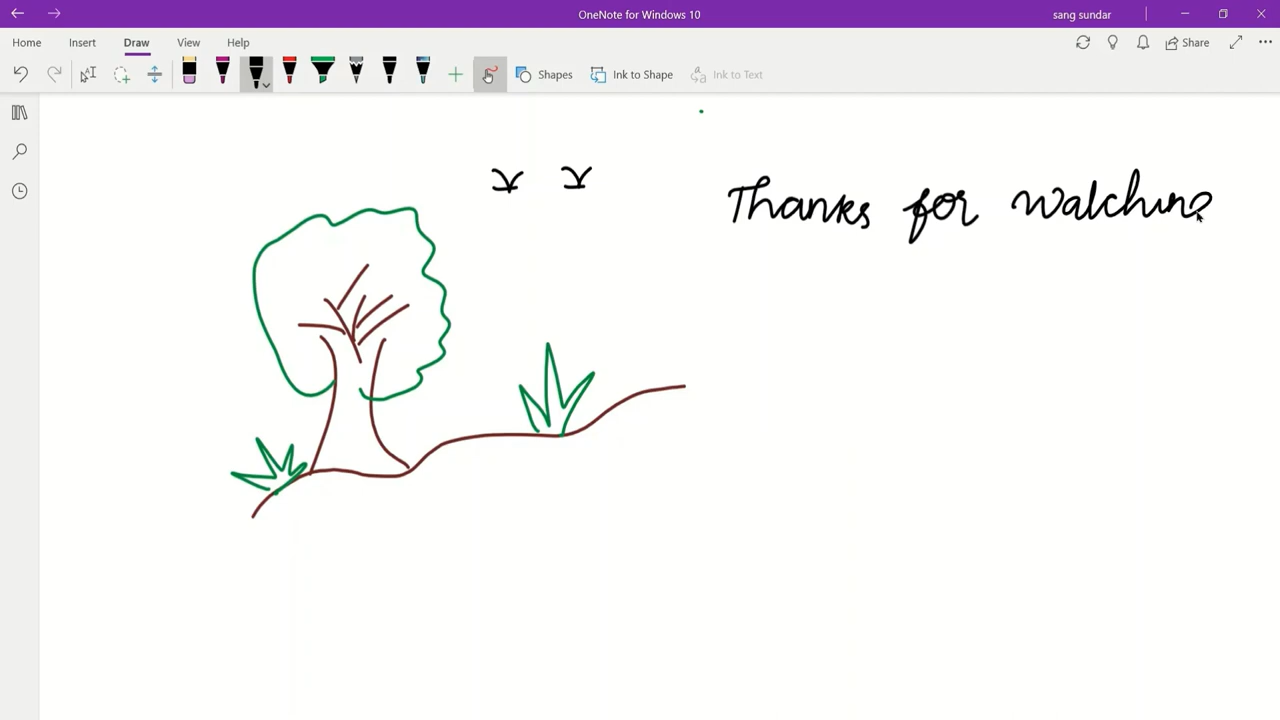 OneNote for Windows 10
sang sundar
Home Insert Draw View Help
Share
Shapes Ink to Shape Ink to Text
Thanks for watching